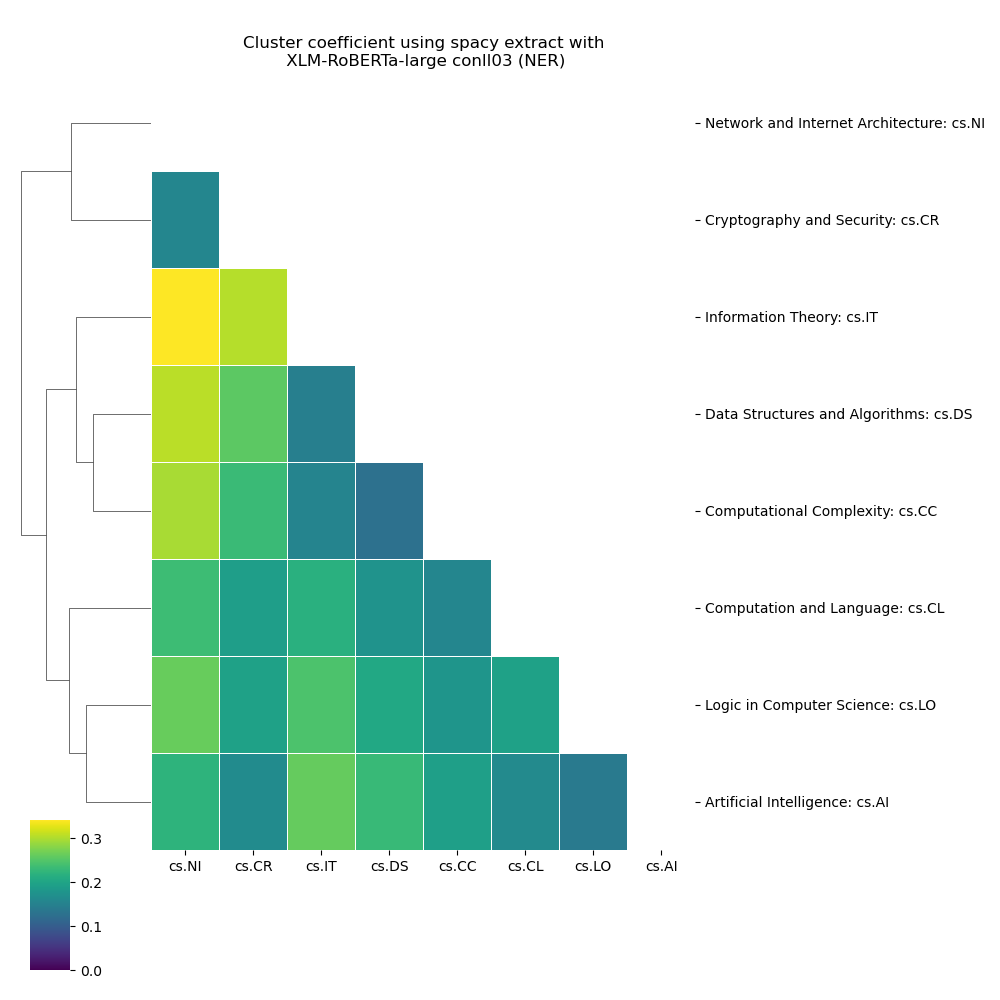 Cluster coefficient using spacy extract with
XLM-RoBERTa-large conll03 (NER)
Network and Internet Architecture: cs.NI
Cryptography and Security: cs.CR
Information Theory: cs.IT
Data Structures and Algorithms: cs.DS
Computational Complexity: cs.CC
Computation and Language: cs.CL
Logic in Computer Science: cs.LO
Artificial Intelligence: cs.AI
0.3
0.2
0.1
0.0
cs.NI cs.CR cs.IT cs.DS cs.CC cs.CL cs.LO cs.AI